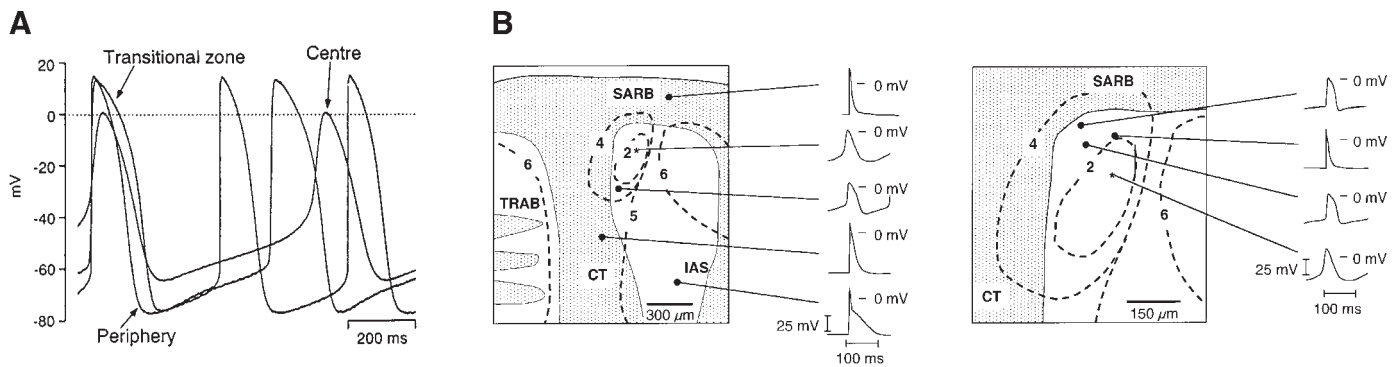 A
Transitional zone
Centre
20
0
-20
-40
-60
-80
mV
Periphery
200 ms
B
SARB
4
2*
6
6
5
TRAB
CT
IAS
300 µm
0 mV
0 mV
0 mV
0 mV
0 mV
25 mV
100 ms
SARB
4
2
*
6
CT
150 µm
0 mV
0 mV
0 mV
0 mV
25 mV
100 ms